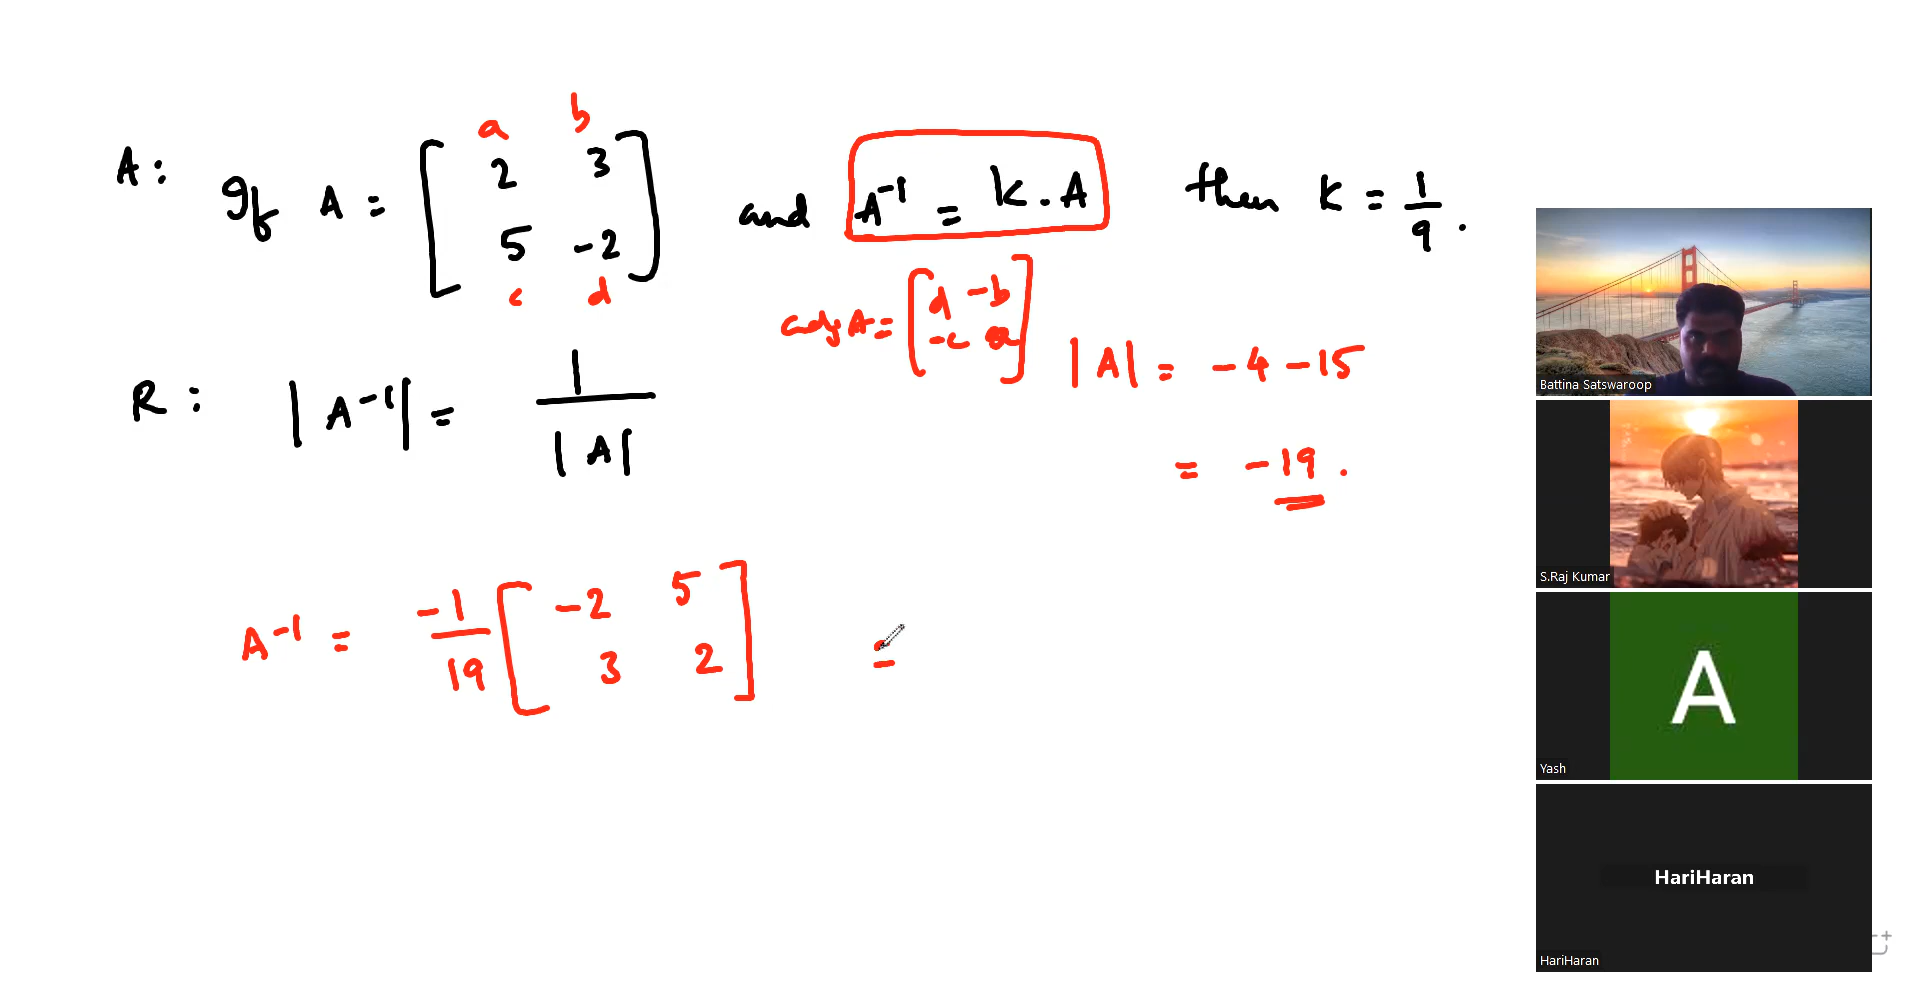 a b
A: If A = [ 2 3
5 -2 ] and A⁻¹ = K . A then K = 1/9 .
c d
adj A = [ d -b
-c a ]
|A| = -4 -15
= -19 .
R: |A⁻¹| = 1/|A|
A⁻¹ = -1/19 [ -2 5
3 2 ] =
Battina Satswaroop
S.Raj Kumar
A
Yash
HariHaran
HariHaran